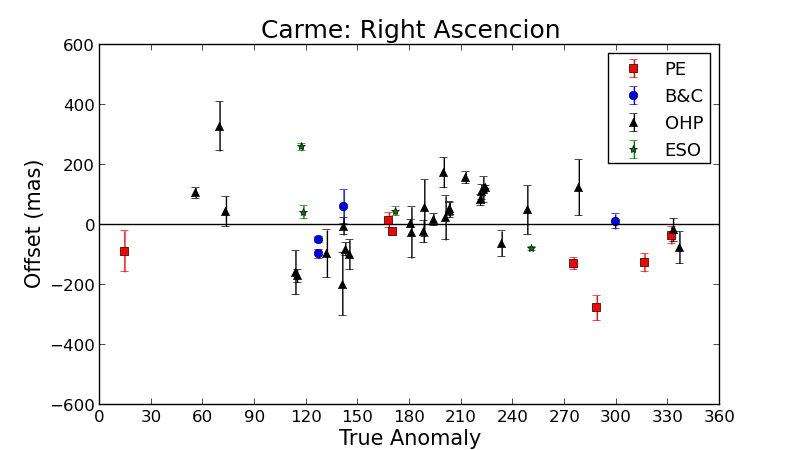 Carme: Right Ascencion
600
400
200
0
−200
−400
−600
Offset (mas)
PE
B&C
OHP
ESO
0 30 60 90 120 150 180 210 240 270 300 330 360
True Anomaly